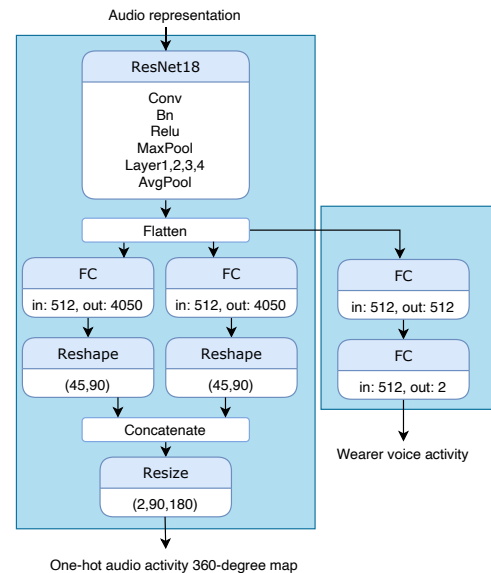 Audio representation
ResNet18
Conv
Bn
Relu
MaxPool
Layer1,2,3,4
AvgPool
Flatten
FC
in: 512, out: 4050
FC
in: 512, out: 4050
Reshape
(45,90)
Reshape
(45,90)
Concatenate
Resize
(2,90,180)
One-hot audio activity 360-degree map
FC
in: 512, out: 512
FC
in: 512, out: 2
Wearer voice activity